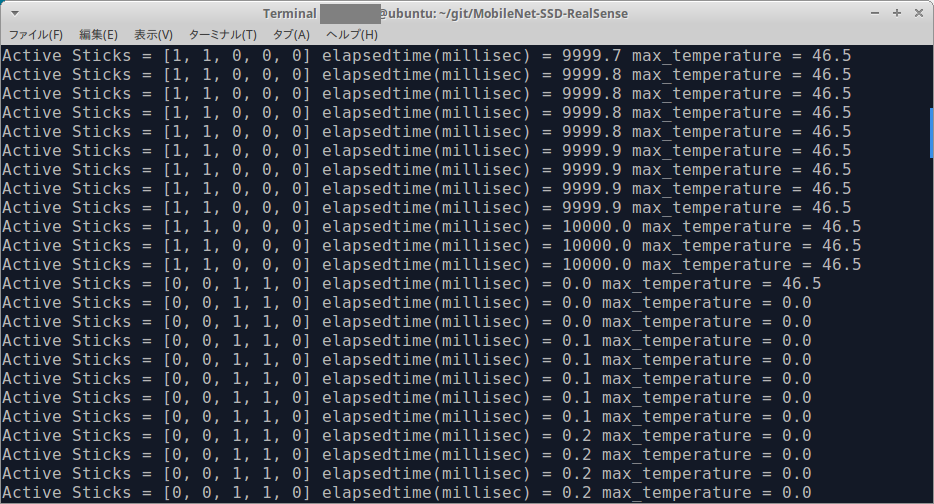 Terminal @ubuntu: ~/git/MobileNet-SSD-RealSense
ファイル(F) 編集(E) 表示(V) ターミナル(T) タブ(A) ヘルプ(H)
Active Sticks = [1, 1, 0, 0, 0] elapsedtime(millisec) = 9999.7 max_temperature = 46.5
Active Sticks = [1, 1, 0, 0, 0] elapsedtime(millisec) = 9999.8 max_temperature = 46.5
Active Sticks = [1, 1, 0, 0, 0] elapsedtime(millisec) = 9999.8 max_temperature = 46.5
Active Sticks = [1, 1, 0, 0, 0] elapsedtime(millisec) = 9999.8 max_temperature = 46.5
Active Sticks = [1, 1, 0, 0, 0] elapsedtime(millisec) = 9999.8 max_temperature = 46.5
Active Sticks = [1, 1, 0, 0, 0] elapsedtime(millisec) = 9999.9 max_temperature = 46.5
Active Sticks = [1, 1, 0, 0, 0] elapsedtime(millisec) = 9999.9 max_temperature = 46.5
Active Sticks = [1, 1, 0, 0, 0] elapsedtime(millisec) = 9999.9 max_temperature = 46.5
Active Sticks = [1, 1, 0, 0, 0] elapsedtime(millisec) = 9999.9 max_temperature = 46.5
Active Sticks = [1, 1, 0, 0, 0] elapsedtime(millisec) = 10000.0 max_temperature = 46.5
Active Sticks = [1, 1, 0, 0, 0] elapsedtime(millisec) = 10000.0 max_temperature = 46.5
Active Sticks = [1, 1, 0, 0, 0] elapsedtime(millisec) = 10000.0 max_temperature = 46.5
Active Sticks = [0, 0, 1, 1, 0] elapsedtime(millisec) = 0.0 max_temperature = 46.5
Active Sticks = [0, 0, 1, 1, 0] elapsedtime(millisec) = 0.0 max_temperature = 0.0
Active Sticks = [0, 0, 1, 1, 0] elapsedtime(millisec) = 0.0 max_temperature = 0.0
Active Sticks = [0, 0, 1, 1, 0] elapsedtime(millisec) = 0.1 max_temperature = 0.0
Active Sticks = [0, 0, 1, 1, 0] elapsedtime(millisec) = 0.1 max_temperature = 0.0
Active Sticks = [0, 0, 1, 1, 0] elapsedtime(millisec) = 0.1 max_temperature = 0.0
Active Sticks = [0, 0, 1, 1, 0] elapsedtime(millisec) = 0.1 max_temperature = 0.0
Active Sticks = [0, 0, 1, 1, 0] elapsedtime(millisec) = 0.1 max_temperature = 0.0
Active Sticks = [0, 0, 1, 1, 0] elapsedtime(millisec) = 0.2 max_temperature = 0.0
Active Sticks = [0, 0, 1, 1, 0] elapsedtime(millisec) = 0.2 max_temperature = 0.0
Active Sticks = [0, 0, 1, 1, 0] elapsedtime(millisec) = 0.2 max_temperature = 0.0
Active Sticks = [0, 0, 1, 1, 0] elapsedtime(millisec) = 0.2 max_temperature = 0.0